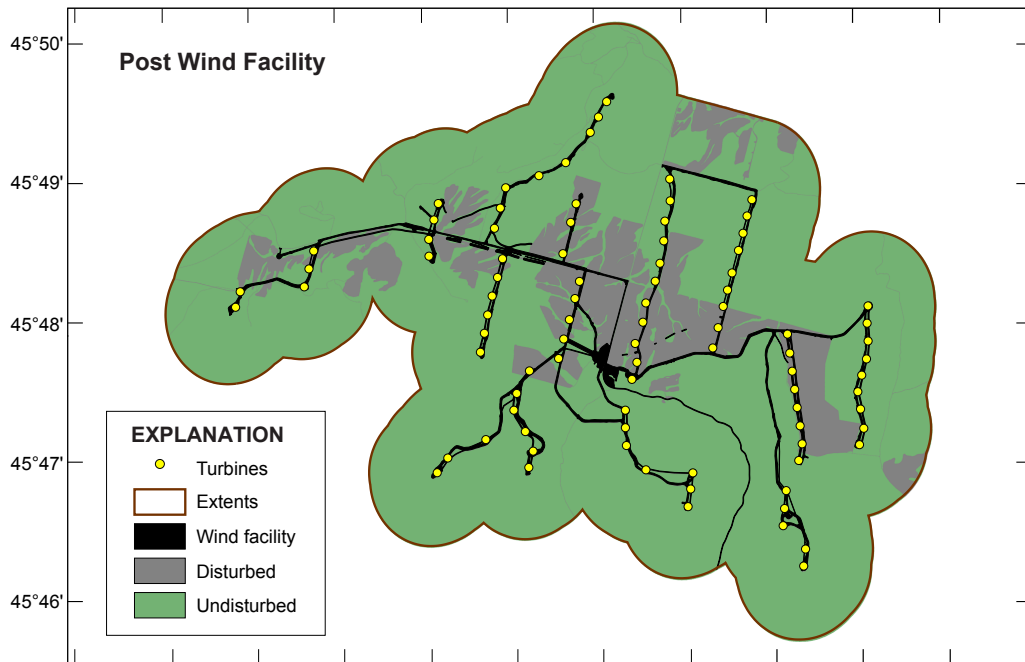 45°50'
Post Wind Facility
45°49'
45°48'
EXPLANATION
Turbines
Extents
Wind facility
Disturbed
Undisturbed
45°47'
45°46'